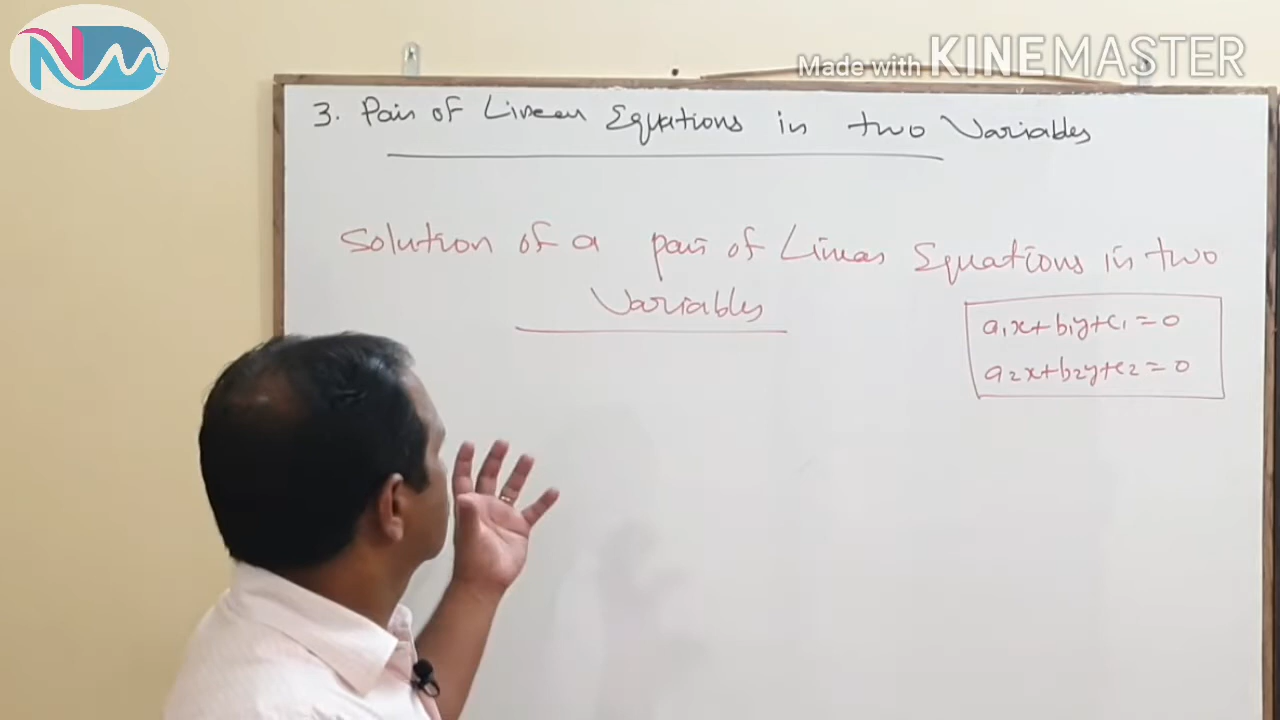 NM
Made with KINEMASTER
3. Pair of Linear Equations in two Variables
Solution of a pair of Linear Equations in two
Variables
a₁x+b₁y+c₁=0
a₂x+b₂y+c₂=0